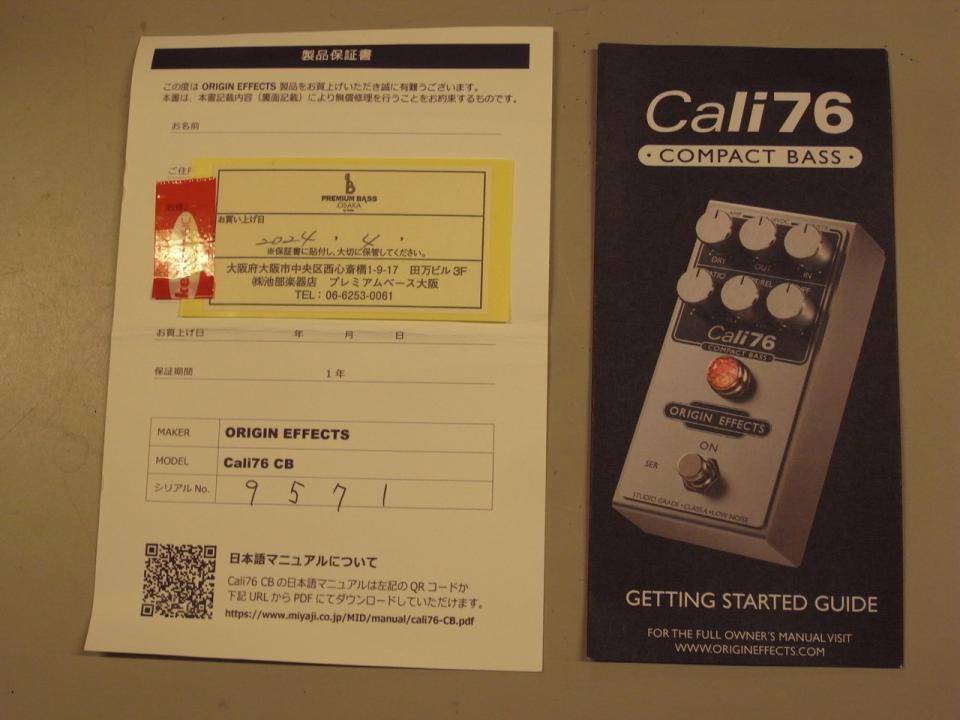 製品保証書
この度は ORIGIN EFFECTS 製品をお買上げいただき誠に有難うございます。
本書は、本書記載内容（裏面記載）により無償修理を行うことをお約束するものです。
お名前
PREMIUM BASS
OSAKA
お買い上げ日
2024 , 4 ,
※保証書に貼付し、大切に保管してください。
大阪府大阪市中央区西心斎橋1-9-17 田万ビル 3F
㈱池部楽器店 プレミアムベース大阪
TEL：06-6253-0061
お買上げ日 年 月 日
保証期間 1 年
MAKER ORIGIN EFFECTS
MODEL Cali76 CB
シリアル No. 9571
日本語マニュアルについて
Cali76 CB の日本語マニュアルは左記の QR コードか
下記 URL から PDF にてダウンロードしていただけます。
https://www.miyaji.co.jp/MID/manual/cali76-CB.pdf
Cali76
• COMPACT BASS •
DRY OUT IN
Cali76
COMPACT BASS
ORIGIN EFFECTS
ON
SER
STUDIO GRADE • CLASS A • LOW NOISE
GETTING STARTED GUIDE
FOR THE FULL OWNER'S MANUAL VISIT
WWW.ORIGINEFFECTS.COM